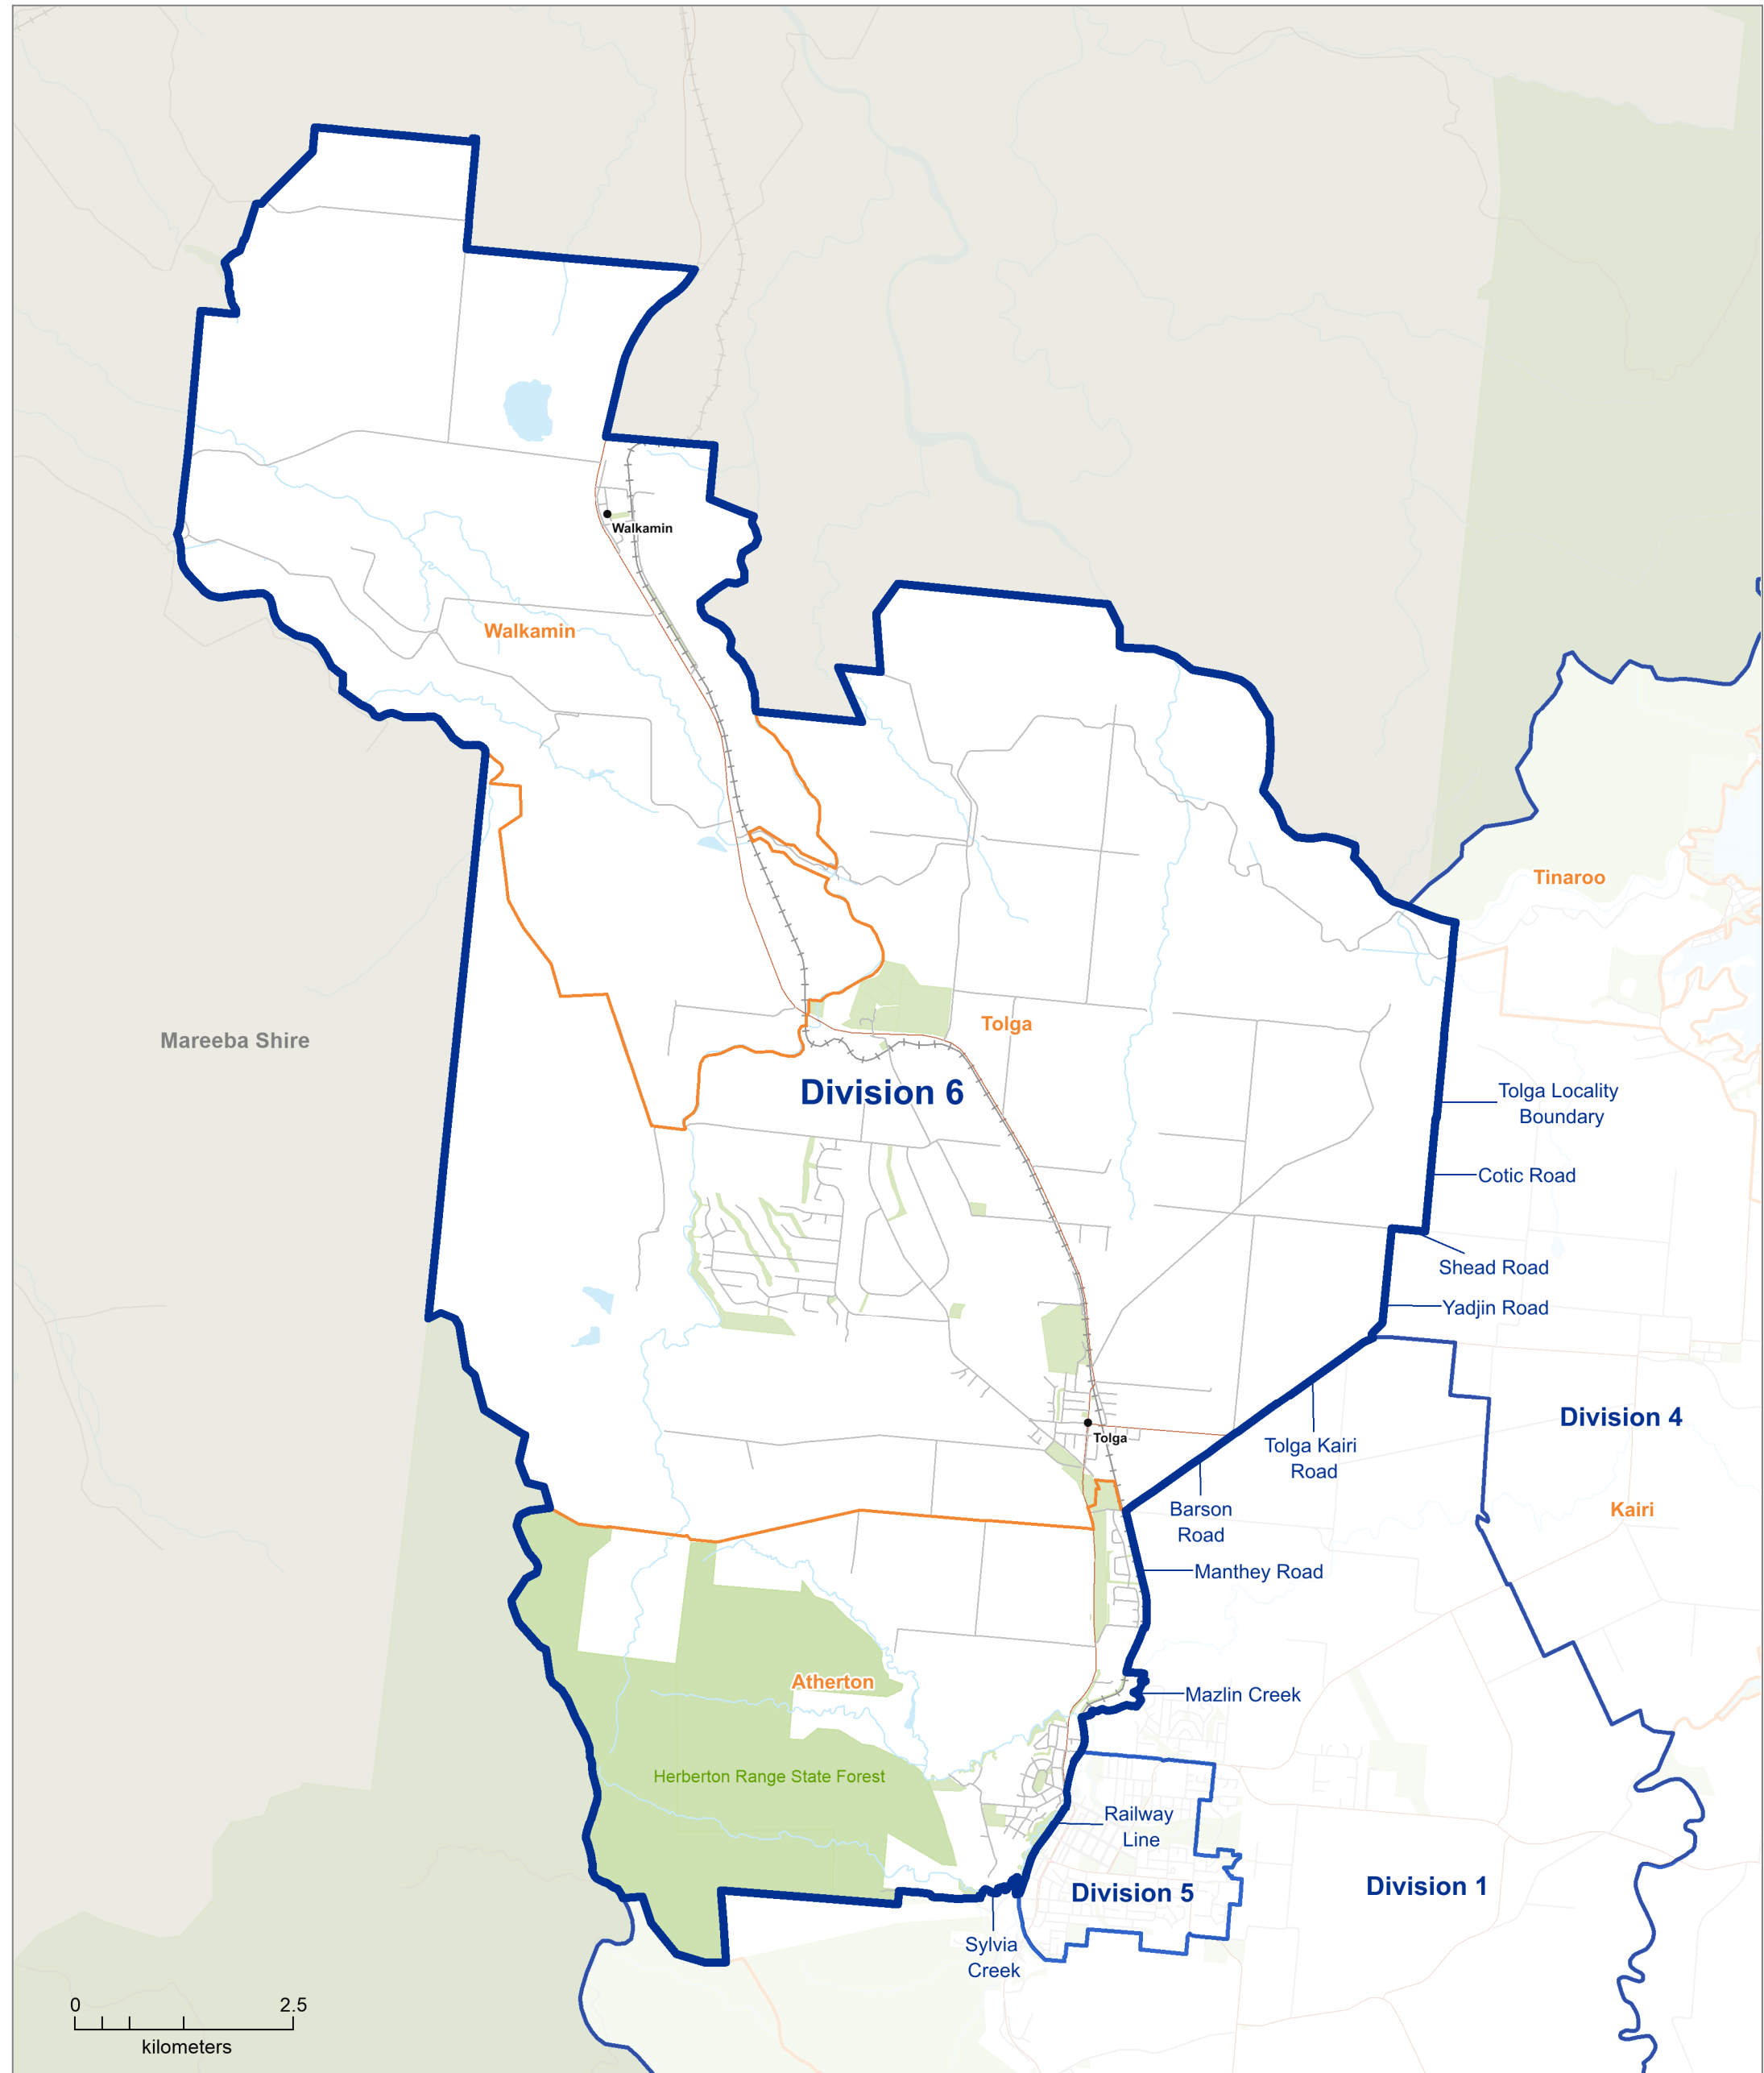 Walkamin
Walkamin
Tinaroo
Tolga
Mareeba Shire
Division 6
Tolga Locality
Boundary
Cotic Road
Shead Road
Yadjin Road
Division 4
Tolga
Tolga Kairi
Road
Barson
Road
Kairi
Manthey Road
Atherton
Mazlin Creek
Herberton Range State Forest
Railway
Line
Division 5
Division 1
Sylvia
Creek
0 2.5
kilometers